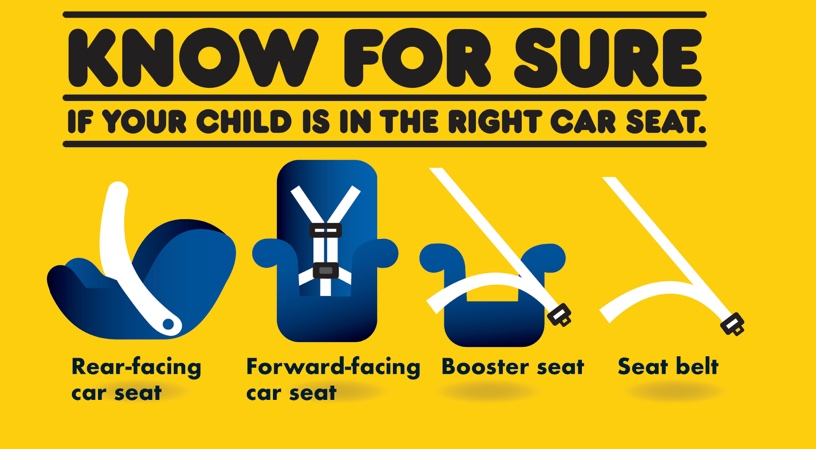 KNOW FOR SURE
IF YOUR CHILD IS IN THE RIGHT CAR SEAT.
Rear-facing
car seat
Forward-facing
car seat
Booster seat
Seat belt